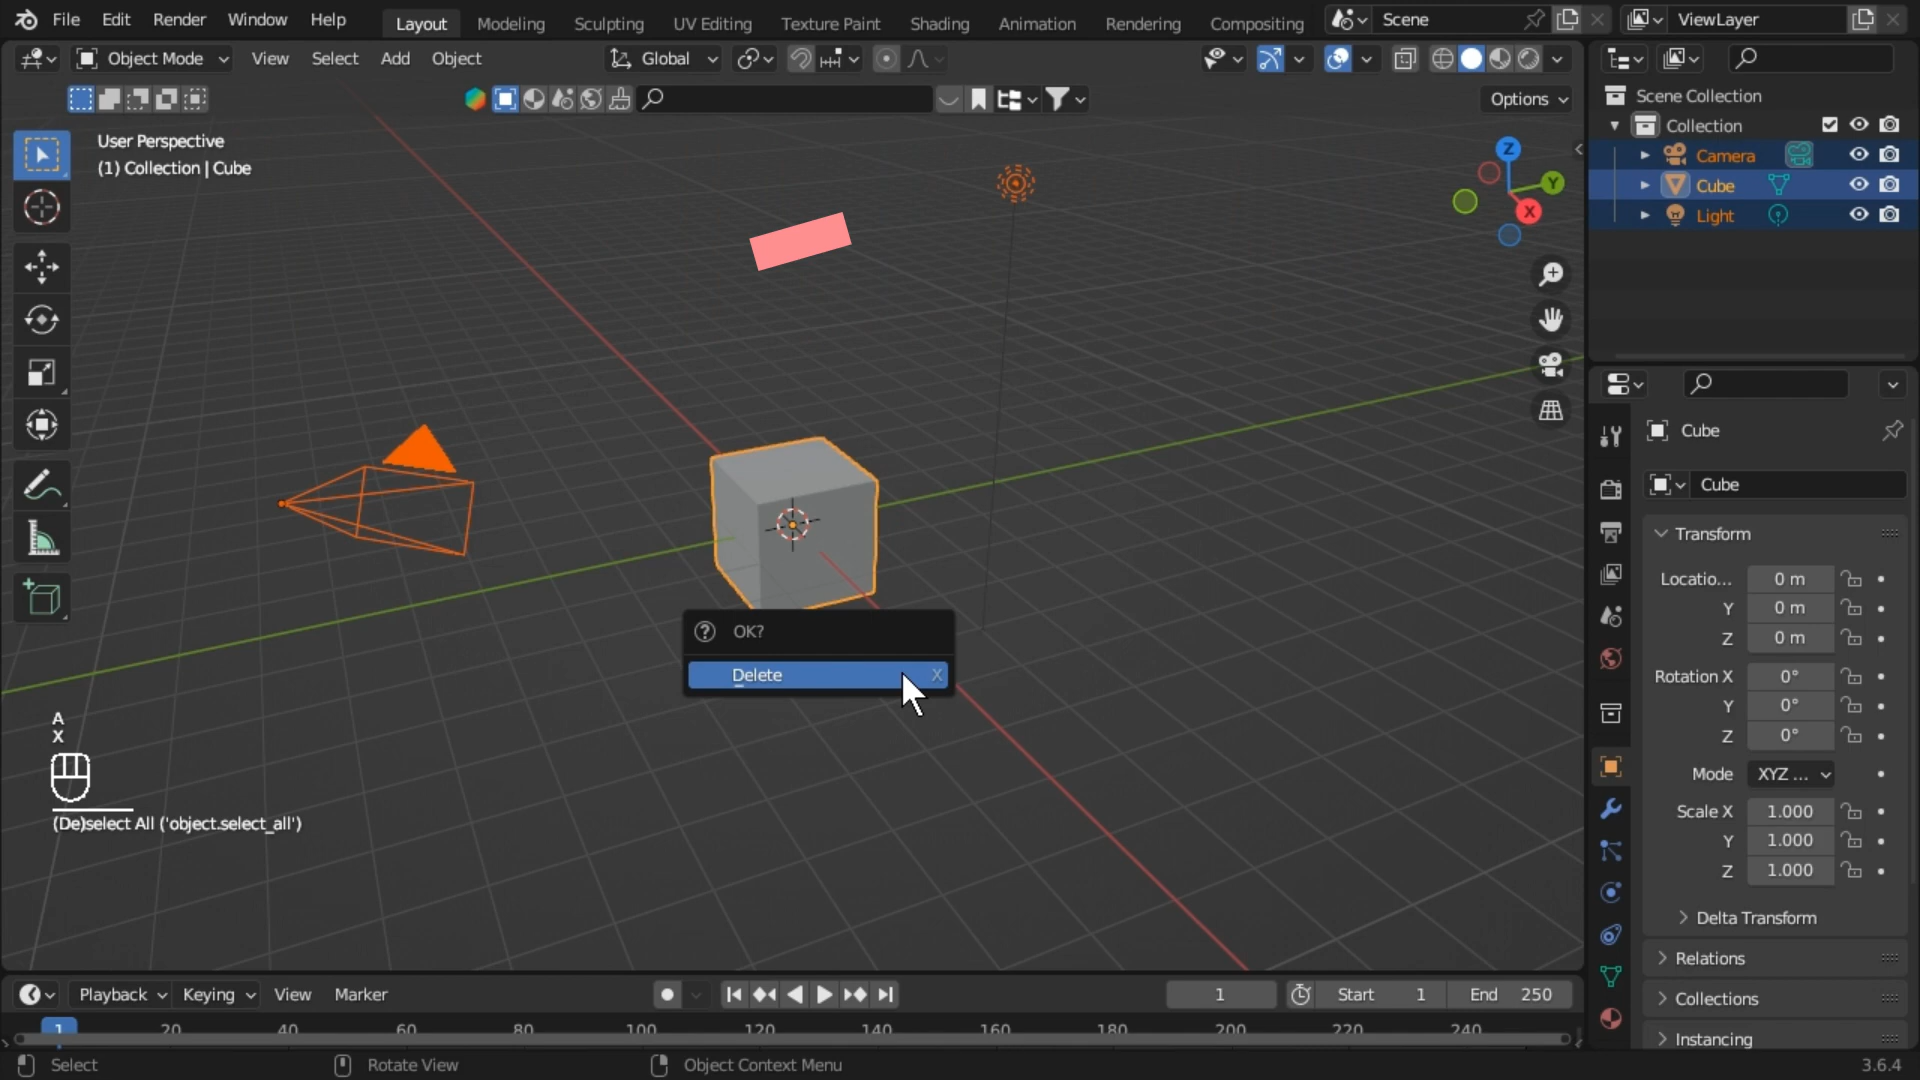 File Edit Render Window Help Layout Modeling Sculpting UV Editing Texture Paint Shading Animation Rendering Compositing Scene ViewLayer
Object Mode View Select Add Object Global
Options
User Perspective
(1) Collection | Cube
Z
Y
X
Scene Collection
Collection
Camera
Cube
Light
OK?
Delete X
A
X
(De)select All ('object.select_all')
Cube
Cube
Transform
Locatio... 0 m
Y 0 m
Z 0 m
Rotation X 0°
Y 0°
Z 0°
Mode XYZ ...
Scale X 1.000
Y 1.000
Z 1.000
Delta Transform
Relations
Collections
Instancing
Playback Keying View Marker 1 Start 1 End 250
1 20 40 60 80 100 120 140 160 180 200 220 240
Select Rotate View Object Context Menu 3.6.4